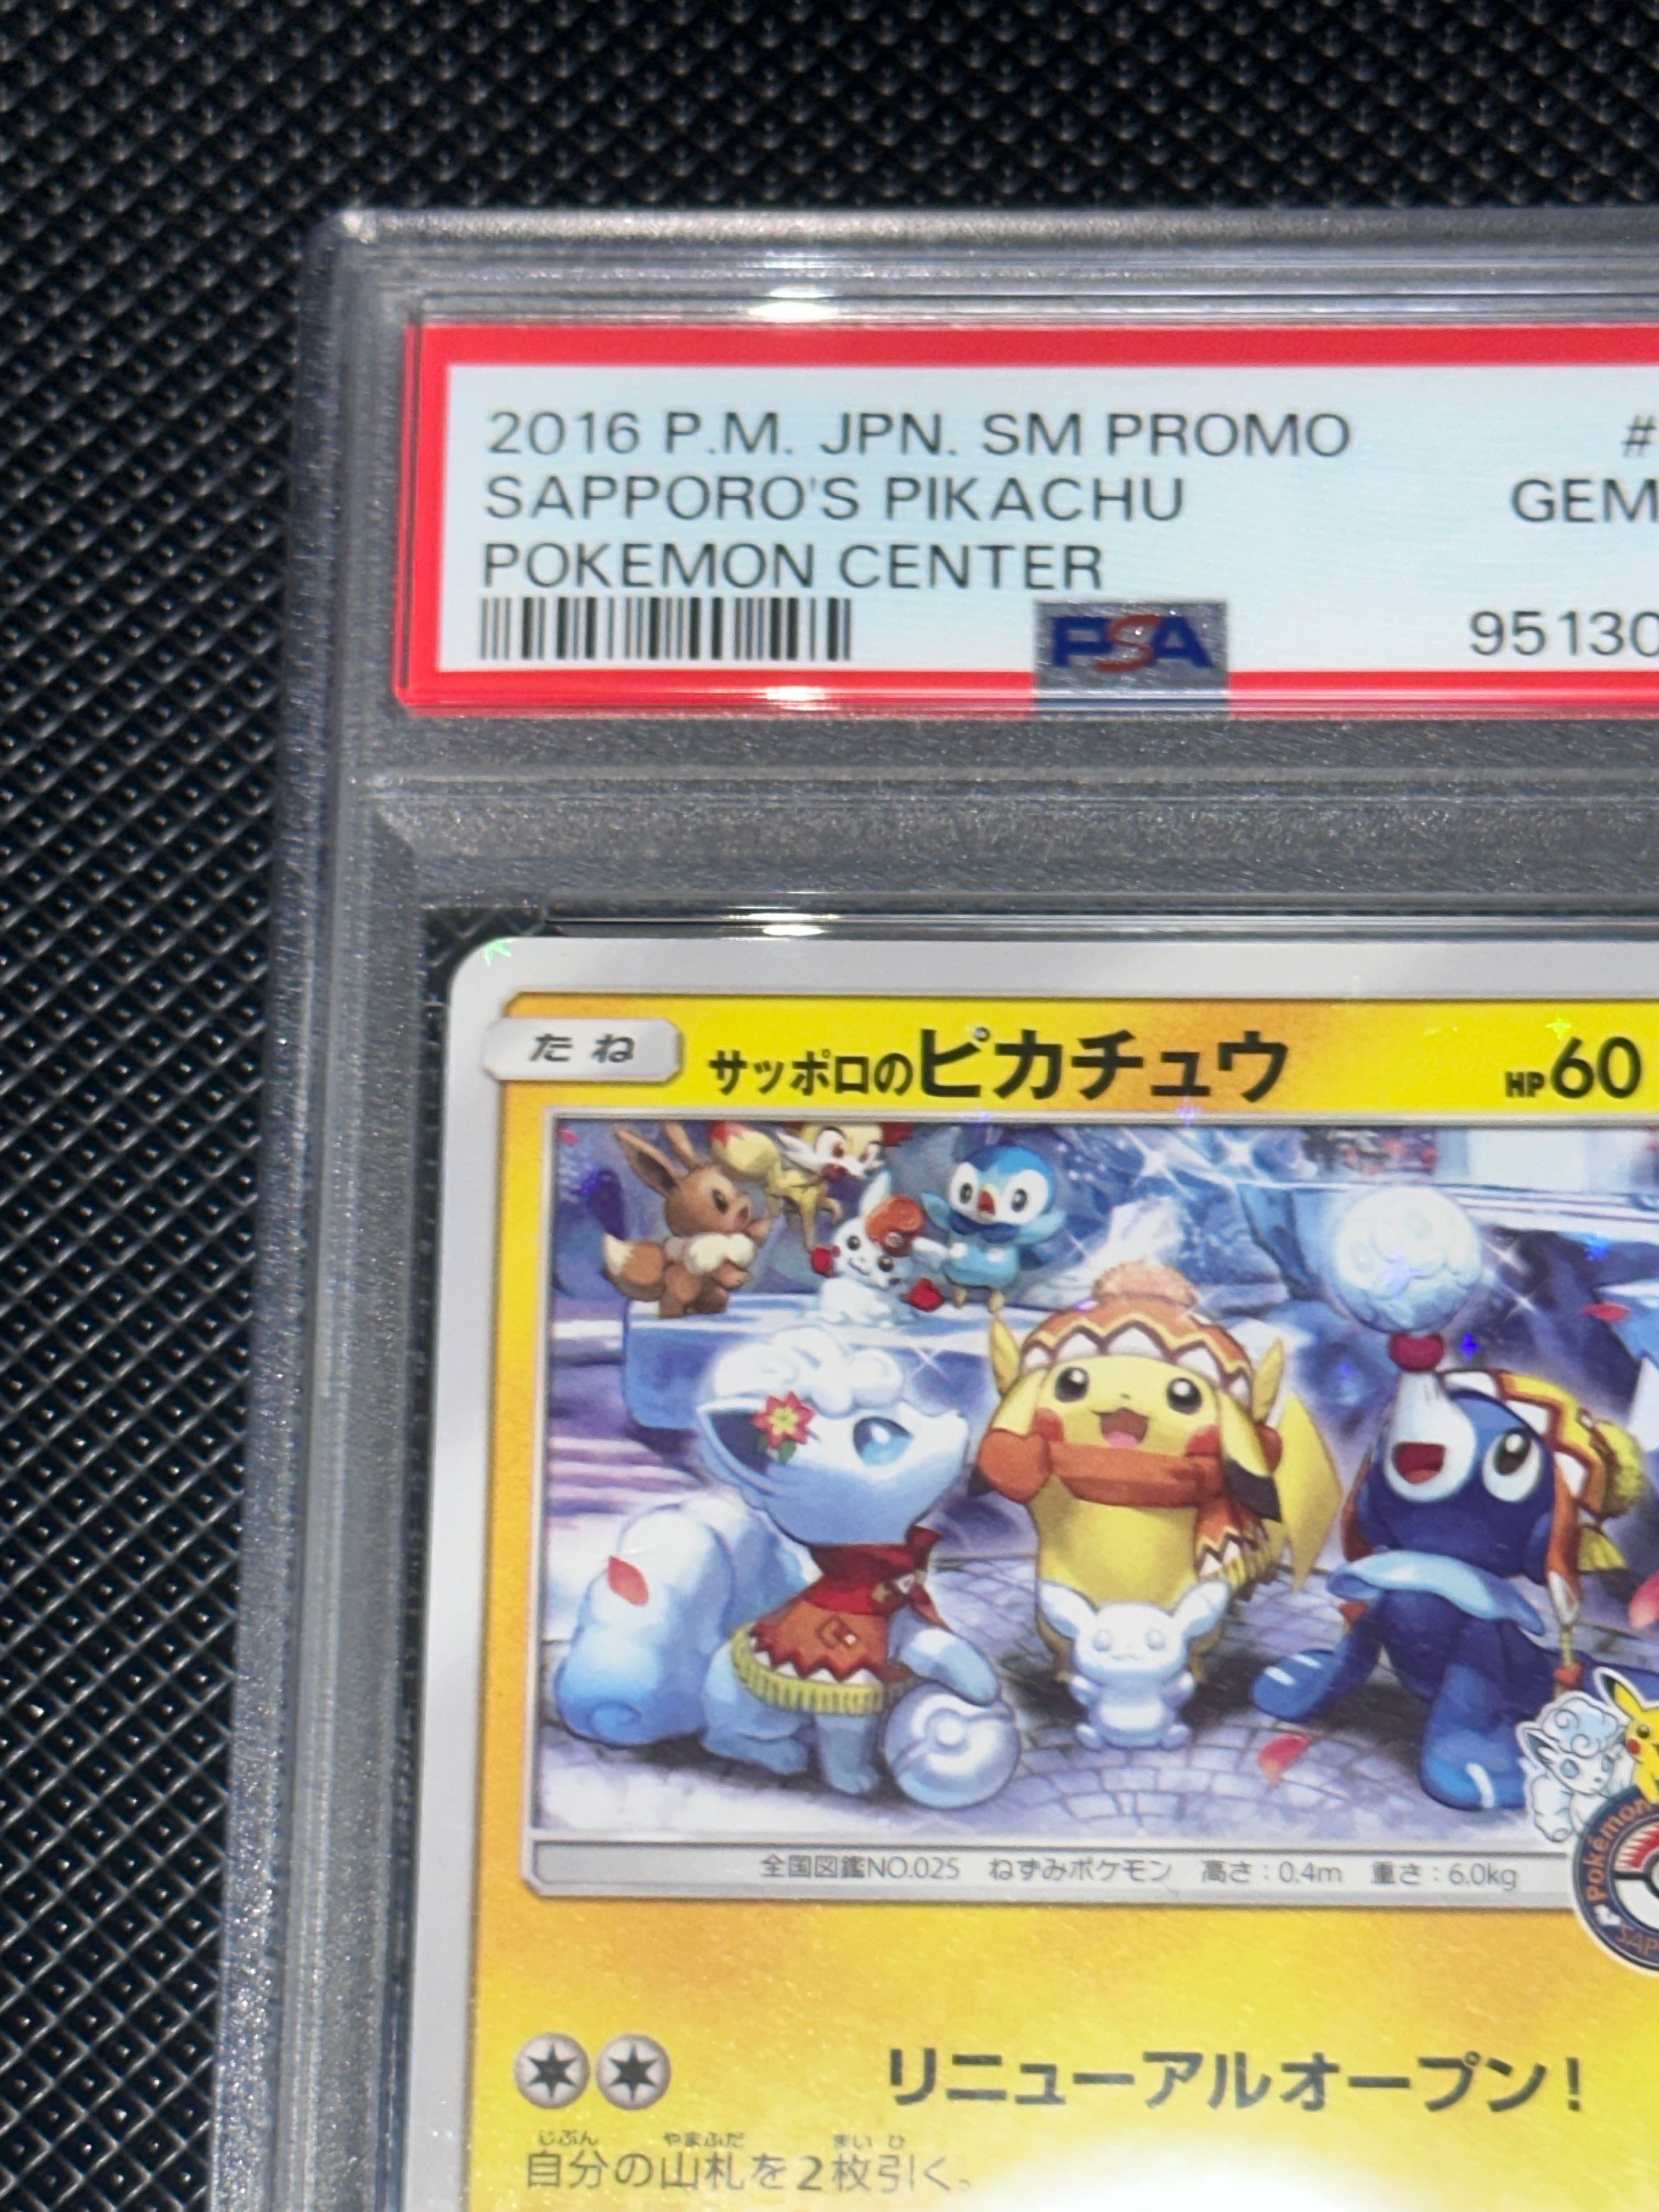 2016 P.M. JPN. SM PROMO #
SAPPORO'S PIKACHU GEM
POKEMON CENTER
PSA 95130
たね サッポロのピカチュウ HP60
全国図鑑NO.025 ねずみポケモン 高さ:0.4m 重さ:6.0kg
Pokémon
SAP
リニューアルオープン!
じぶん やまふだ まい ひ
自分の山札を2枚引く。